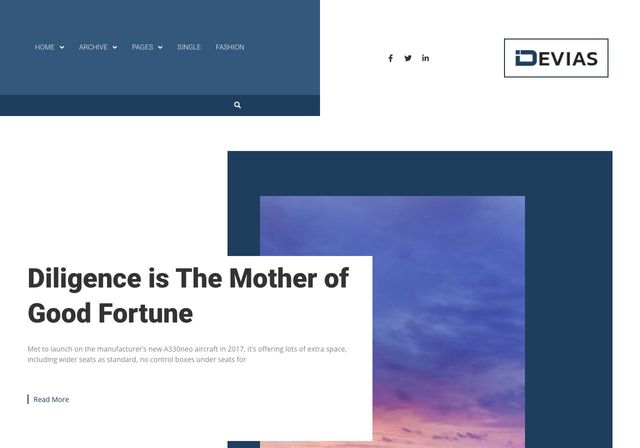 HOME ARCHIVE PAGES SINGLE FASHION
DEVIAS
Diligence is The Mother of
Good Fortune
Met to launch on the manufacturer's new A330neo aircraft in 2017, it's offering lots of extra space,
including wider seats as standard, no control boxes under seats for
Read More